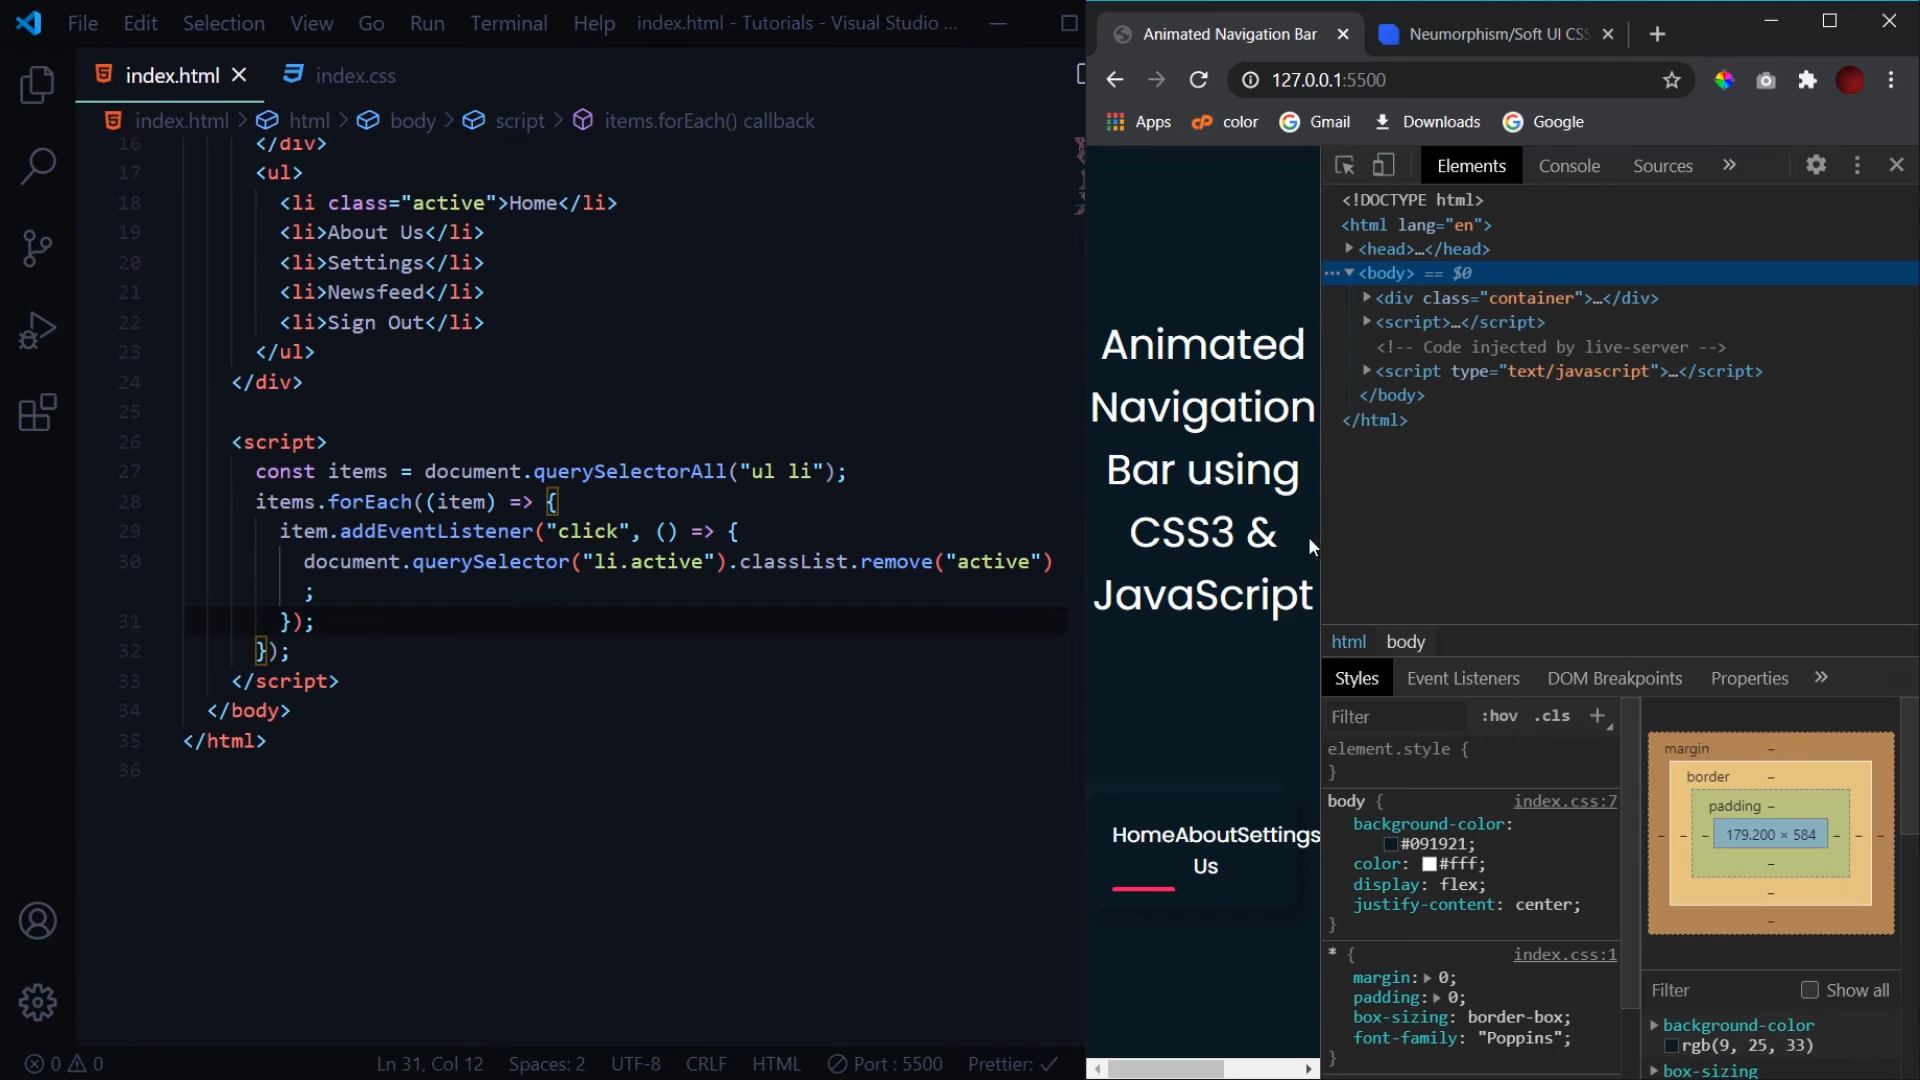 File Edit Selection View Go Run Terminal Help index.html - Tutorials - Visual Studio ...
index.html index.css
index.html > html > body > script > items.forEach() callback
16 </div>
17 <ul>
18 <li class="active">Home</li>
19 <li>About Us</li>
20 <li>Settings</li>
21 <li>Newsfeed</li>
22 <li>Sign Out</li>
23 </ul>
24 </div>
25
26 <script>
27 const items = document.querySelectorAll("ul li");
28 items.forEach((item) => {
29 item.addEventListener("click", () => {
30 document.querySelector("li.active").classList.remove("active")
;
31 });
32 });
33 </script>
34 </body>
35 </html>
36
0 0 Ln 31, Col 12 Spaces: 2 UTF-8 CRLF HTML Port : 5500 Prettier: ✓
Animated Navigation Bar Neumorphism/Soft UI CSS
127.0.0.1:5500
Apps color Gmail Downloads Google
Animated
Navigation
Bar using
CSS3 &
JavaScript
HomeAboutSettings
Us
Elements Console Sources »
<!DOCTYPE html>
<html lang="en">
<head>…</head>
<body> == $0
<div class="container">…</div>
<script>…</script>
<!-- Code injected by live-server -->
<script type="text/javascript">…</script>
</body>
</html>
html body
Styles Event Listeners DOM Breakpoints Properties »
Filter :hov .cls +
element.style {
}
body { index.css:7
background-color:
#091921;
color: #fff;
display: flex;
justify-content: center;
}
* { index.css:1
margin: 0;
padding: 0;
box-sizing: border-box;
font-family: "Poppins";
}
margin –
border –
padding –
179.200 × 584
Filter Show all
background-color
rgb(9, 25, 33)
box-sizing